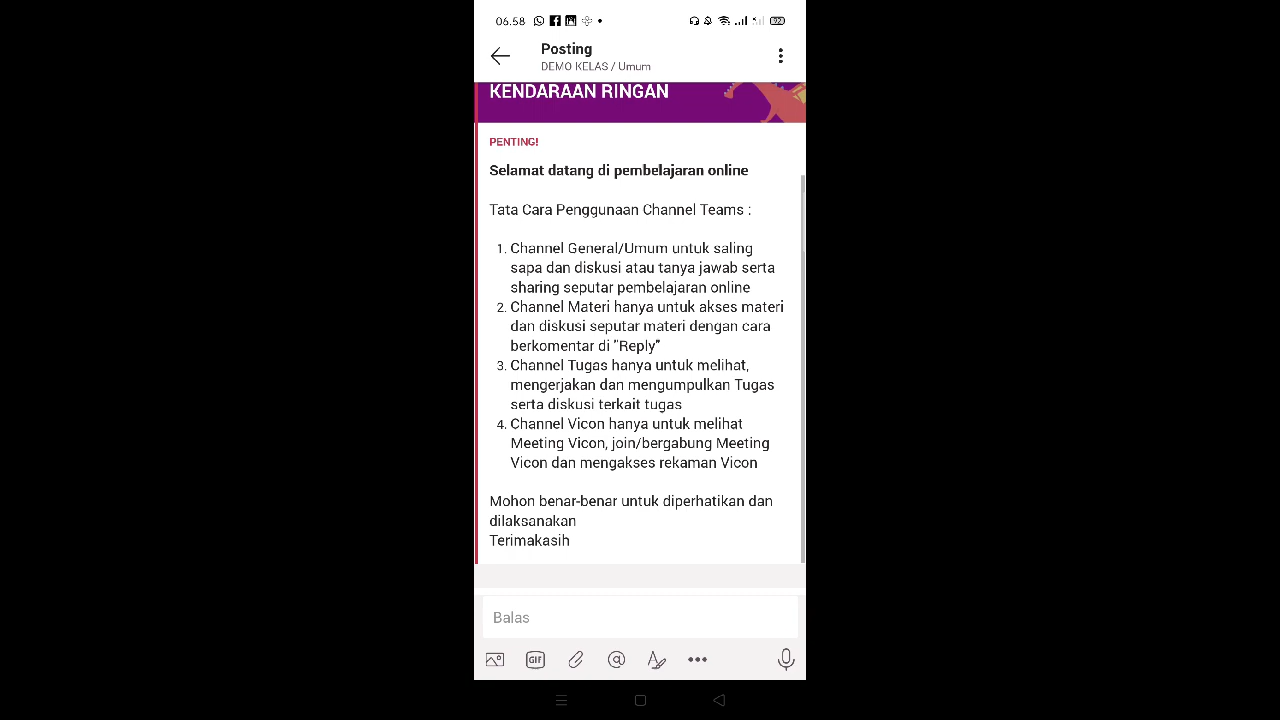 06.58
72
Posting
DEMO KELAS / Umum
KENDARAAN RINGAN
PENTING!
Selamat datang di pembelajaran online
Tata Cara Penggunaan Channel Teams :
1. Channel General/Umum untuk saling
sapa dan diskusi atau tanya jawab serta
sharing seputar pembelajaran online
2. Channel Materi hanya untuk akses materi
dan diskusi seputar materi dengan cara
berkomentar di "Reply"
3. Channel Tugas hanya untuk melihat,
mengerjakan dan mengumpulkan Tugas
serta diskusi terkait tugas
4. Channel Vicon hanya untuk melihat
Meeting Vicon, join/bergabung Meeting
Vicon dan mengakses rekaman Vicon
Mohon benar-benar untuk diperhatikan dan
dilaksanakan
Terimakasih
Balas
GIF